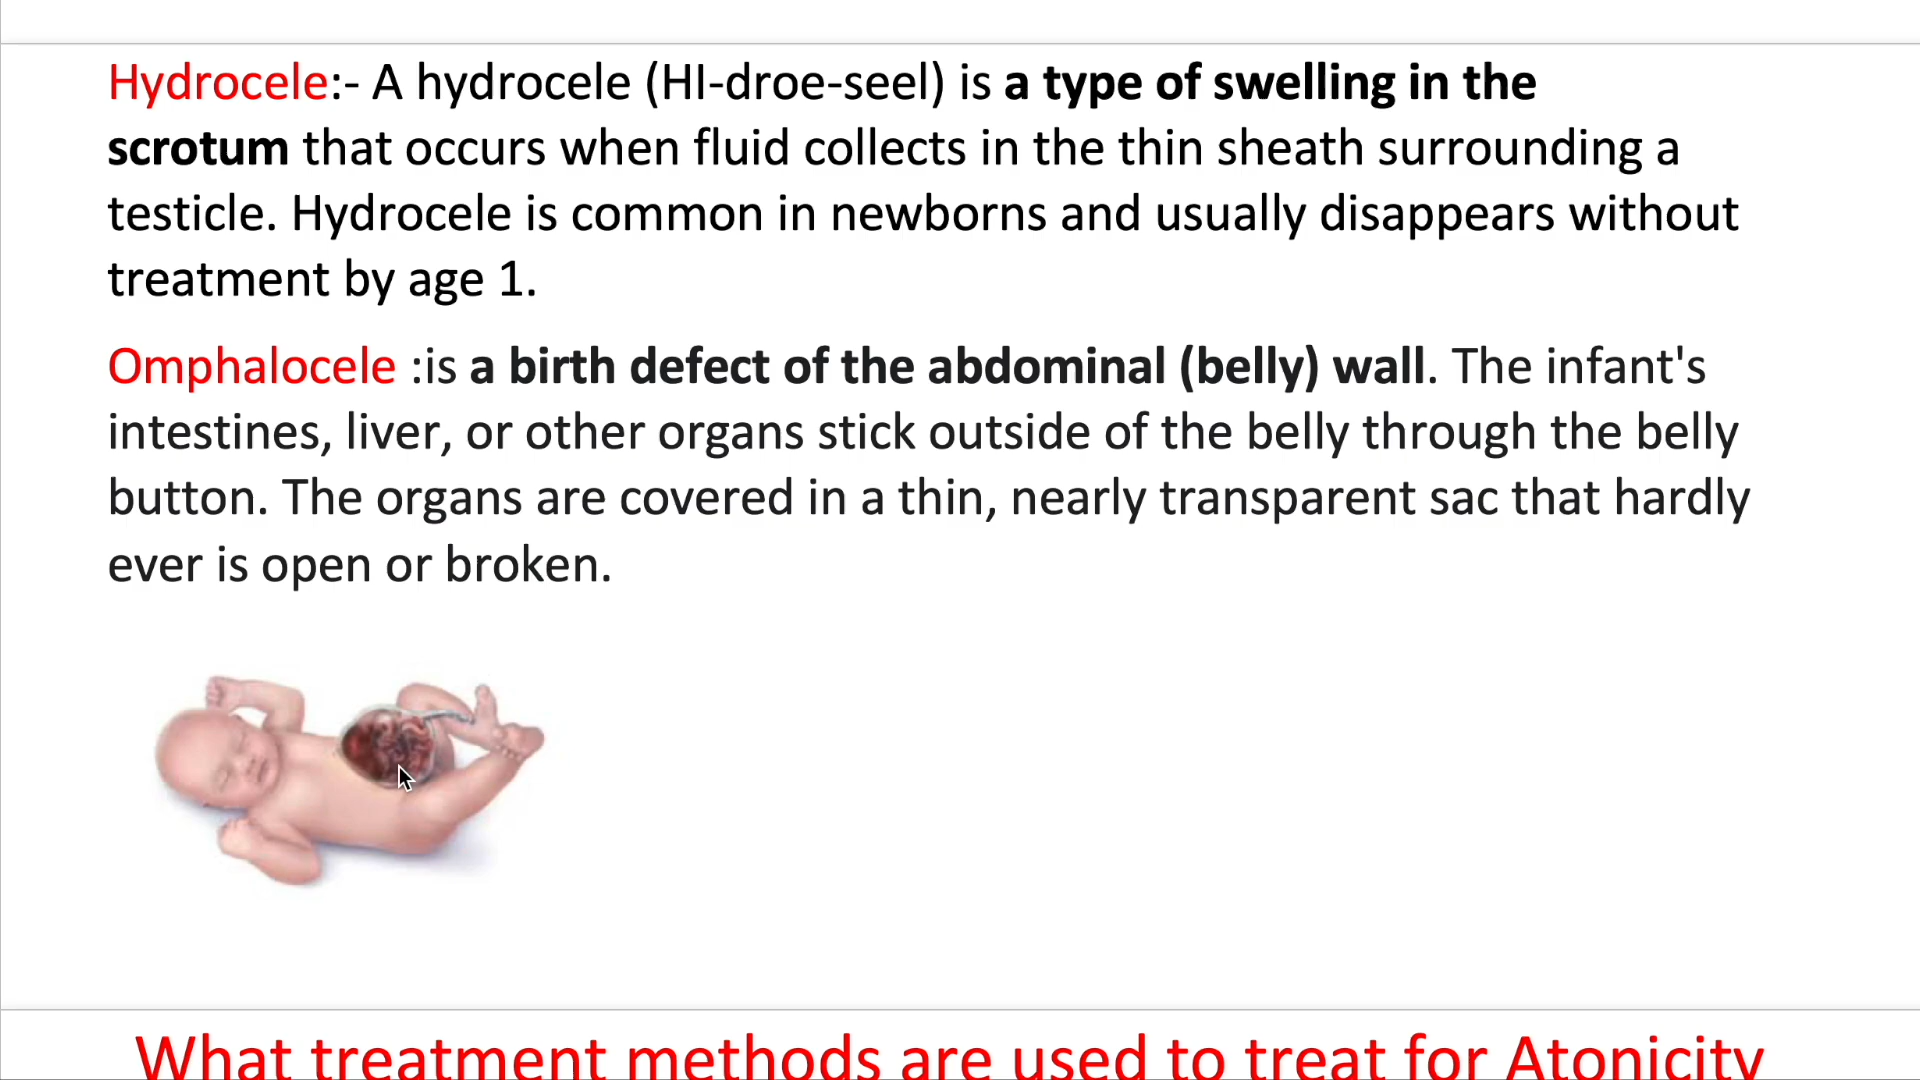 Hydrocele:- A hydrocele (HI-droe-seel) is a type of swelling in the
scrotum that occurs when fluid collects in the thin sheath surrounding a
testicle. Hydrocele is common in newborns and usually disappears without
treatment by age 1.
Omphalocele :is a birth defect of the abdominal (belly) wall. The infant's
intestines, liver, or other organs stick outside of the belly through the belly
button. The organs are covered in a thin, nearly transparent sac that hardly
ever is open or broken.
What treatment methods are used to treat for Atonicity